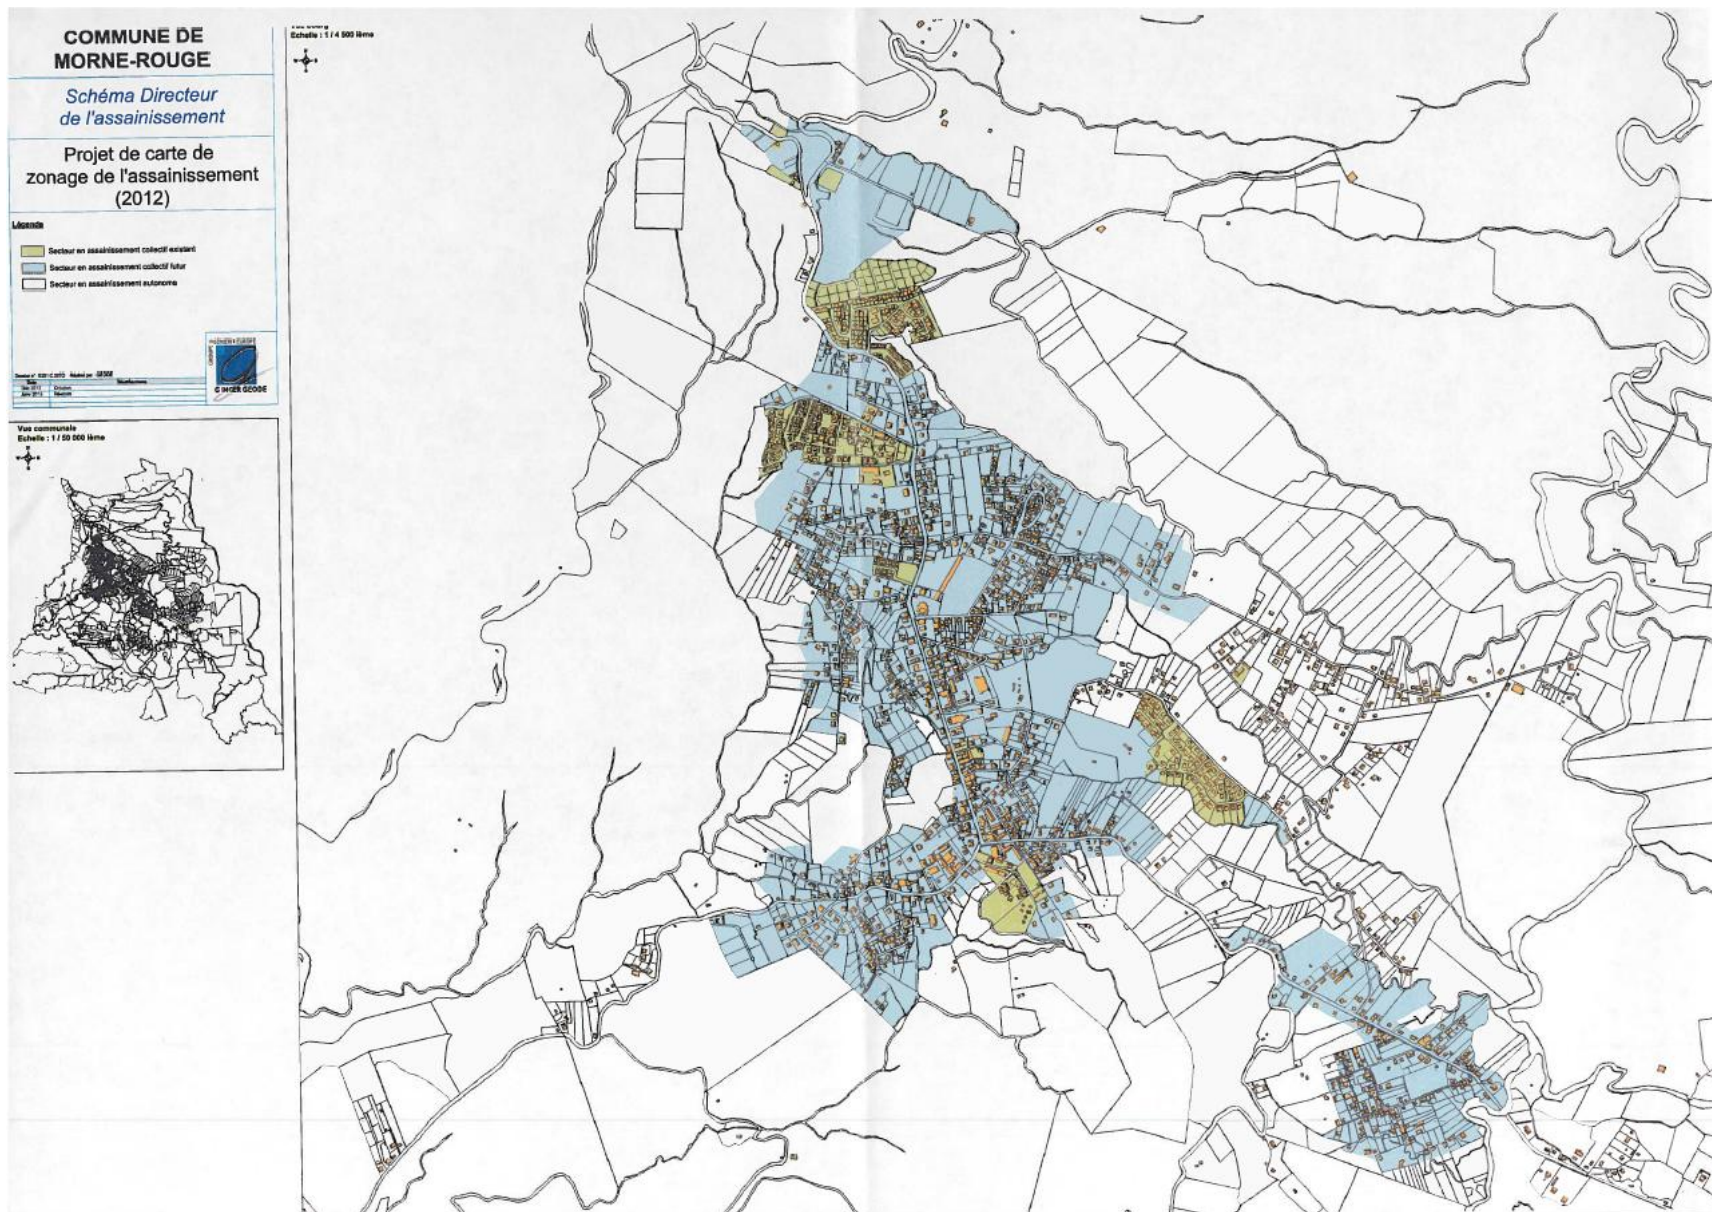 COMMUNE DE
MORNE-ROUGE
Schéma Directeur
de l'assainissement
Projet de carte de
zonage de l'assainissement
(2012)
Légende
Secteur en assainissement collectif existant
Secteur en assainissement collectif futur
Secteur en assainissement autonome
GINGER GEODE
Vue communale
Echelle : 1 / 50 000 ième
Echelle : 1 / 4 500 ième